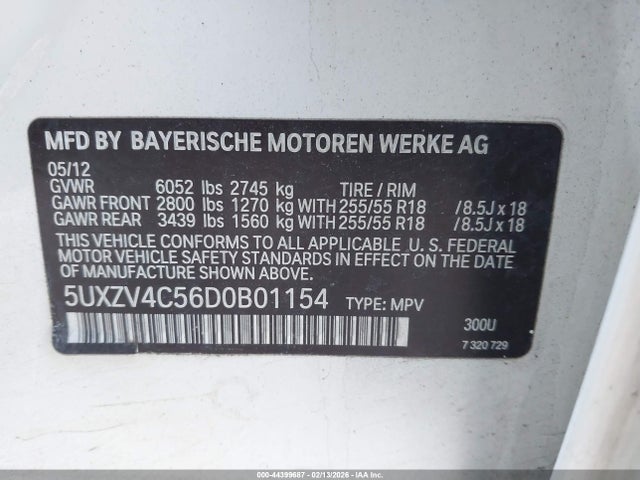 MFD BY BAYERISCHE MOTOREN WERKE AG
05/12
GVWR 6052 lbs 2745 kg TIRE / RIM
GAWR FRONT 2800 lbs 1270 kg WITH 255/55 R18 /8.5J x 18
GAWR REAR 3439 lbs 1560 kg WITH 255/55 R18 /8.5J x 18
THIS VEHICLE CONFORMS TO ALL APPLICABLE U. S. FEDERAL
MOTOR VEHICLE SAFETY STANDARDS IN EFFECT ON THE
DATE OF MANUFACTURE SHOWN ABOVE.
5UXZV4C56D0B01154 TYPE: MPV
300U
7 320 729
000-44399687 - 02/13/2026 - IAAI.COM